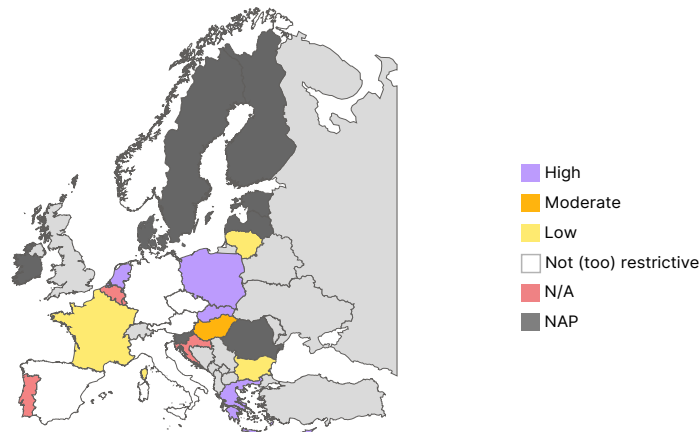 High
Moderate
Low
Not (too) restrictive
N/A
NAP